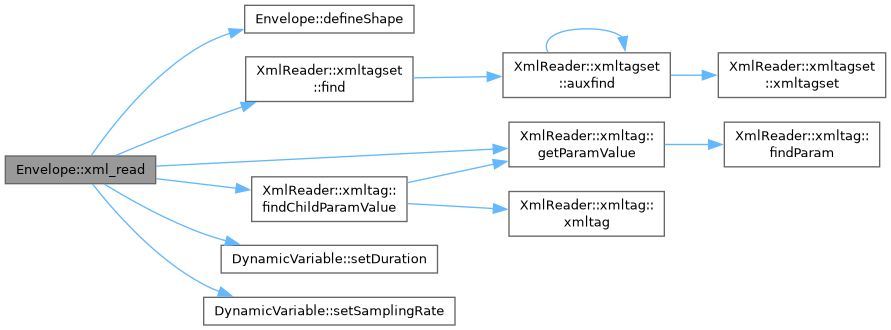 Envelope::defineShape
XmlReader::xmltagset
::find
XmlReader::xmltagset
::auxfind
XmlReader::xmltagset
::xmltagset
Envelope::xml_read
XmlReader::xmltag::
getParamValue
XmlReader::xmltag::
findParam
XmlReader::xmltag::
findChildParamValue
XmlReader::xmltag::
xmltag
DynamicVariable::setDuration
DynamicVariable::setSamplingRate